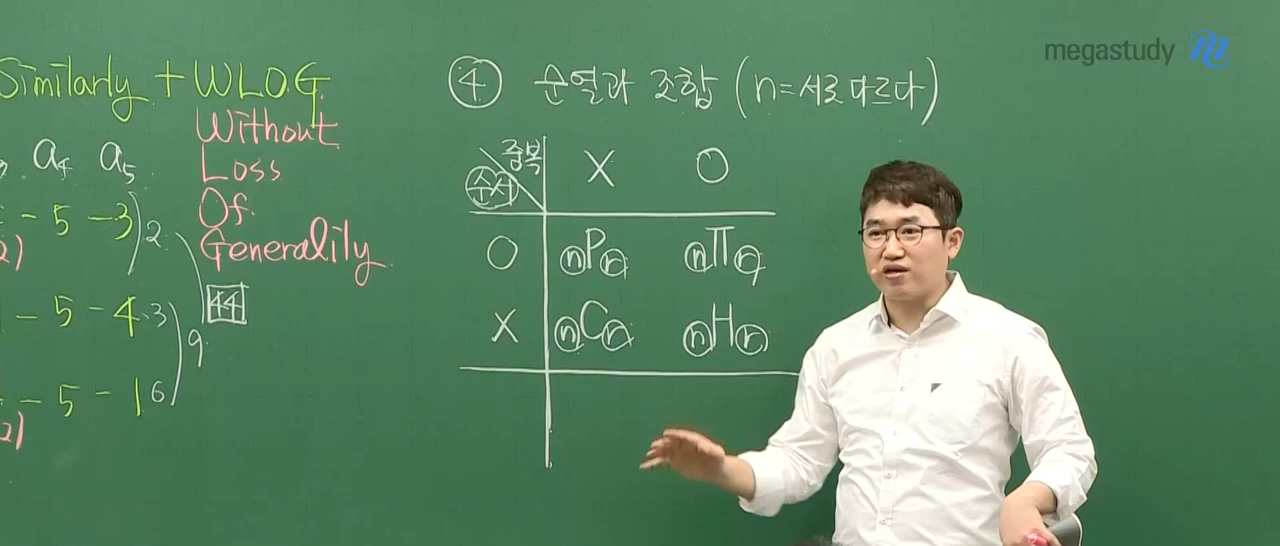 Similarly + WLOG
Without
Loss
Of
Generalily
a₄ a₅
- 5 - 3) 2
2)
44
- 5 - 4 3
9
- 5 - 1 6
2)
④ 순열과 조합 (n=서로 다르다)
중복 X O
순서
O nPr nΠr
X nCr nHr
megastudy